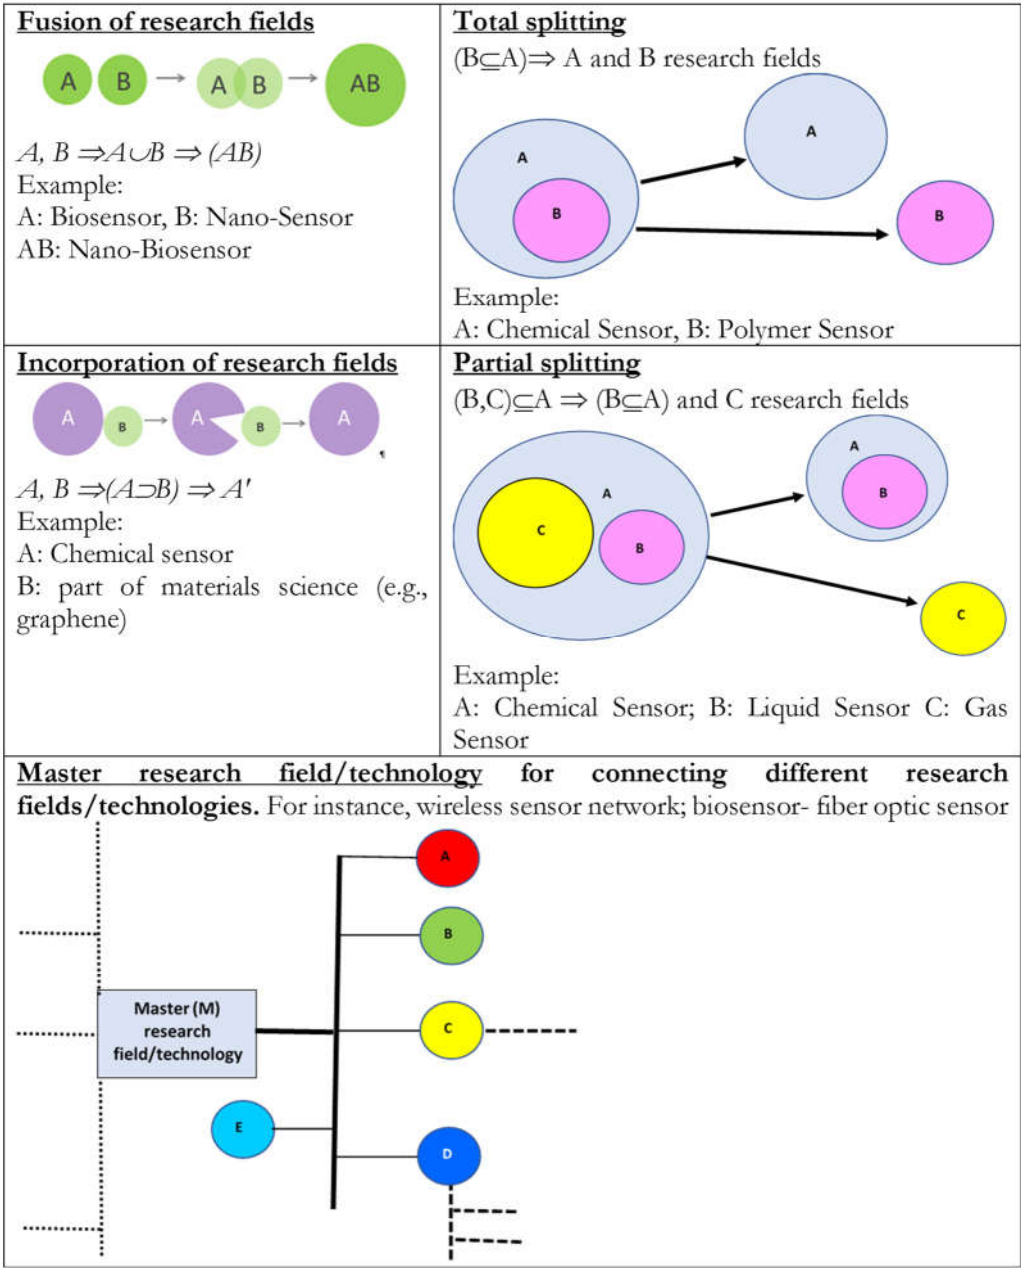 Fusion of research fields
A B → A B → AB
A, B ⇒A∪B ⇒ (AB)
Example:
A: Biosensor, B: Nano-Sensor
AB: Nano-Biosensor
Total splitting
(B⊆A)⇒ A and B research fields
A
B
A
B
Example:
A: Chemical Sensor, B: Polymer Sensor
Incorporation of research fields
A B → A B → A ¶
A, B ⇒(A⊃B) ⇒ A'
Example:
A: Chemical sensor
B: part of materials science (e.g.,
graphene)
Partial splitting
(B,C)⊆A ⇒ (B⊆A) and C research fields
A
C
B
A
B
C
Example:
A: Chemical Sensor; B: Liquid Sensor C: Gas
Sensor
Master research field/technology for connecting different research
fields/technologies. For instance, wireless sensor network; biosensor- fiber optic sensor
A
B
Master (M)
research
field/technology
C
E
D